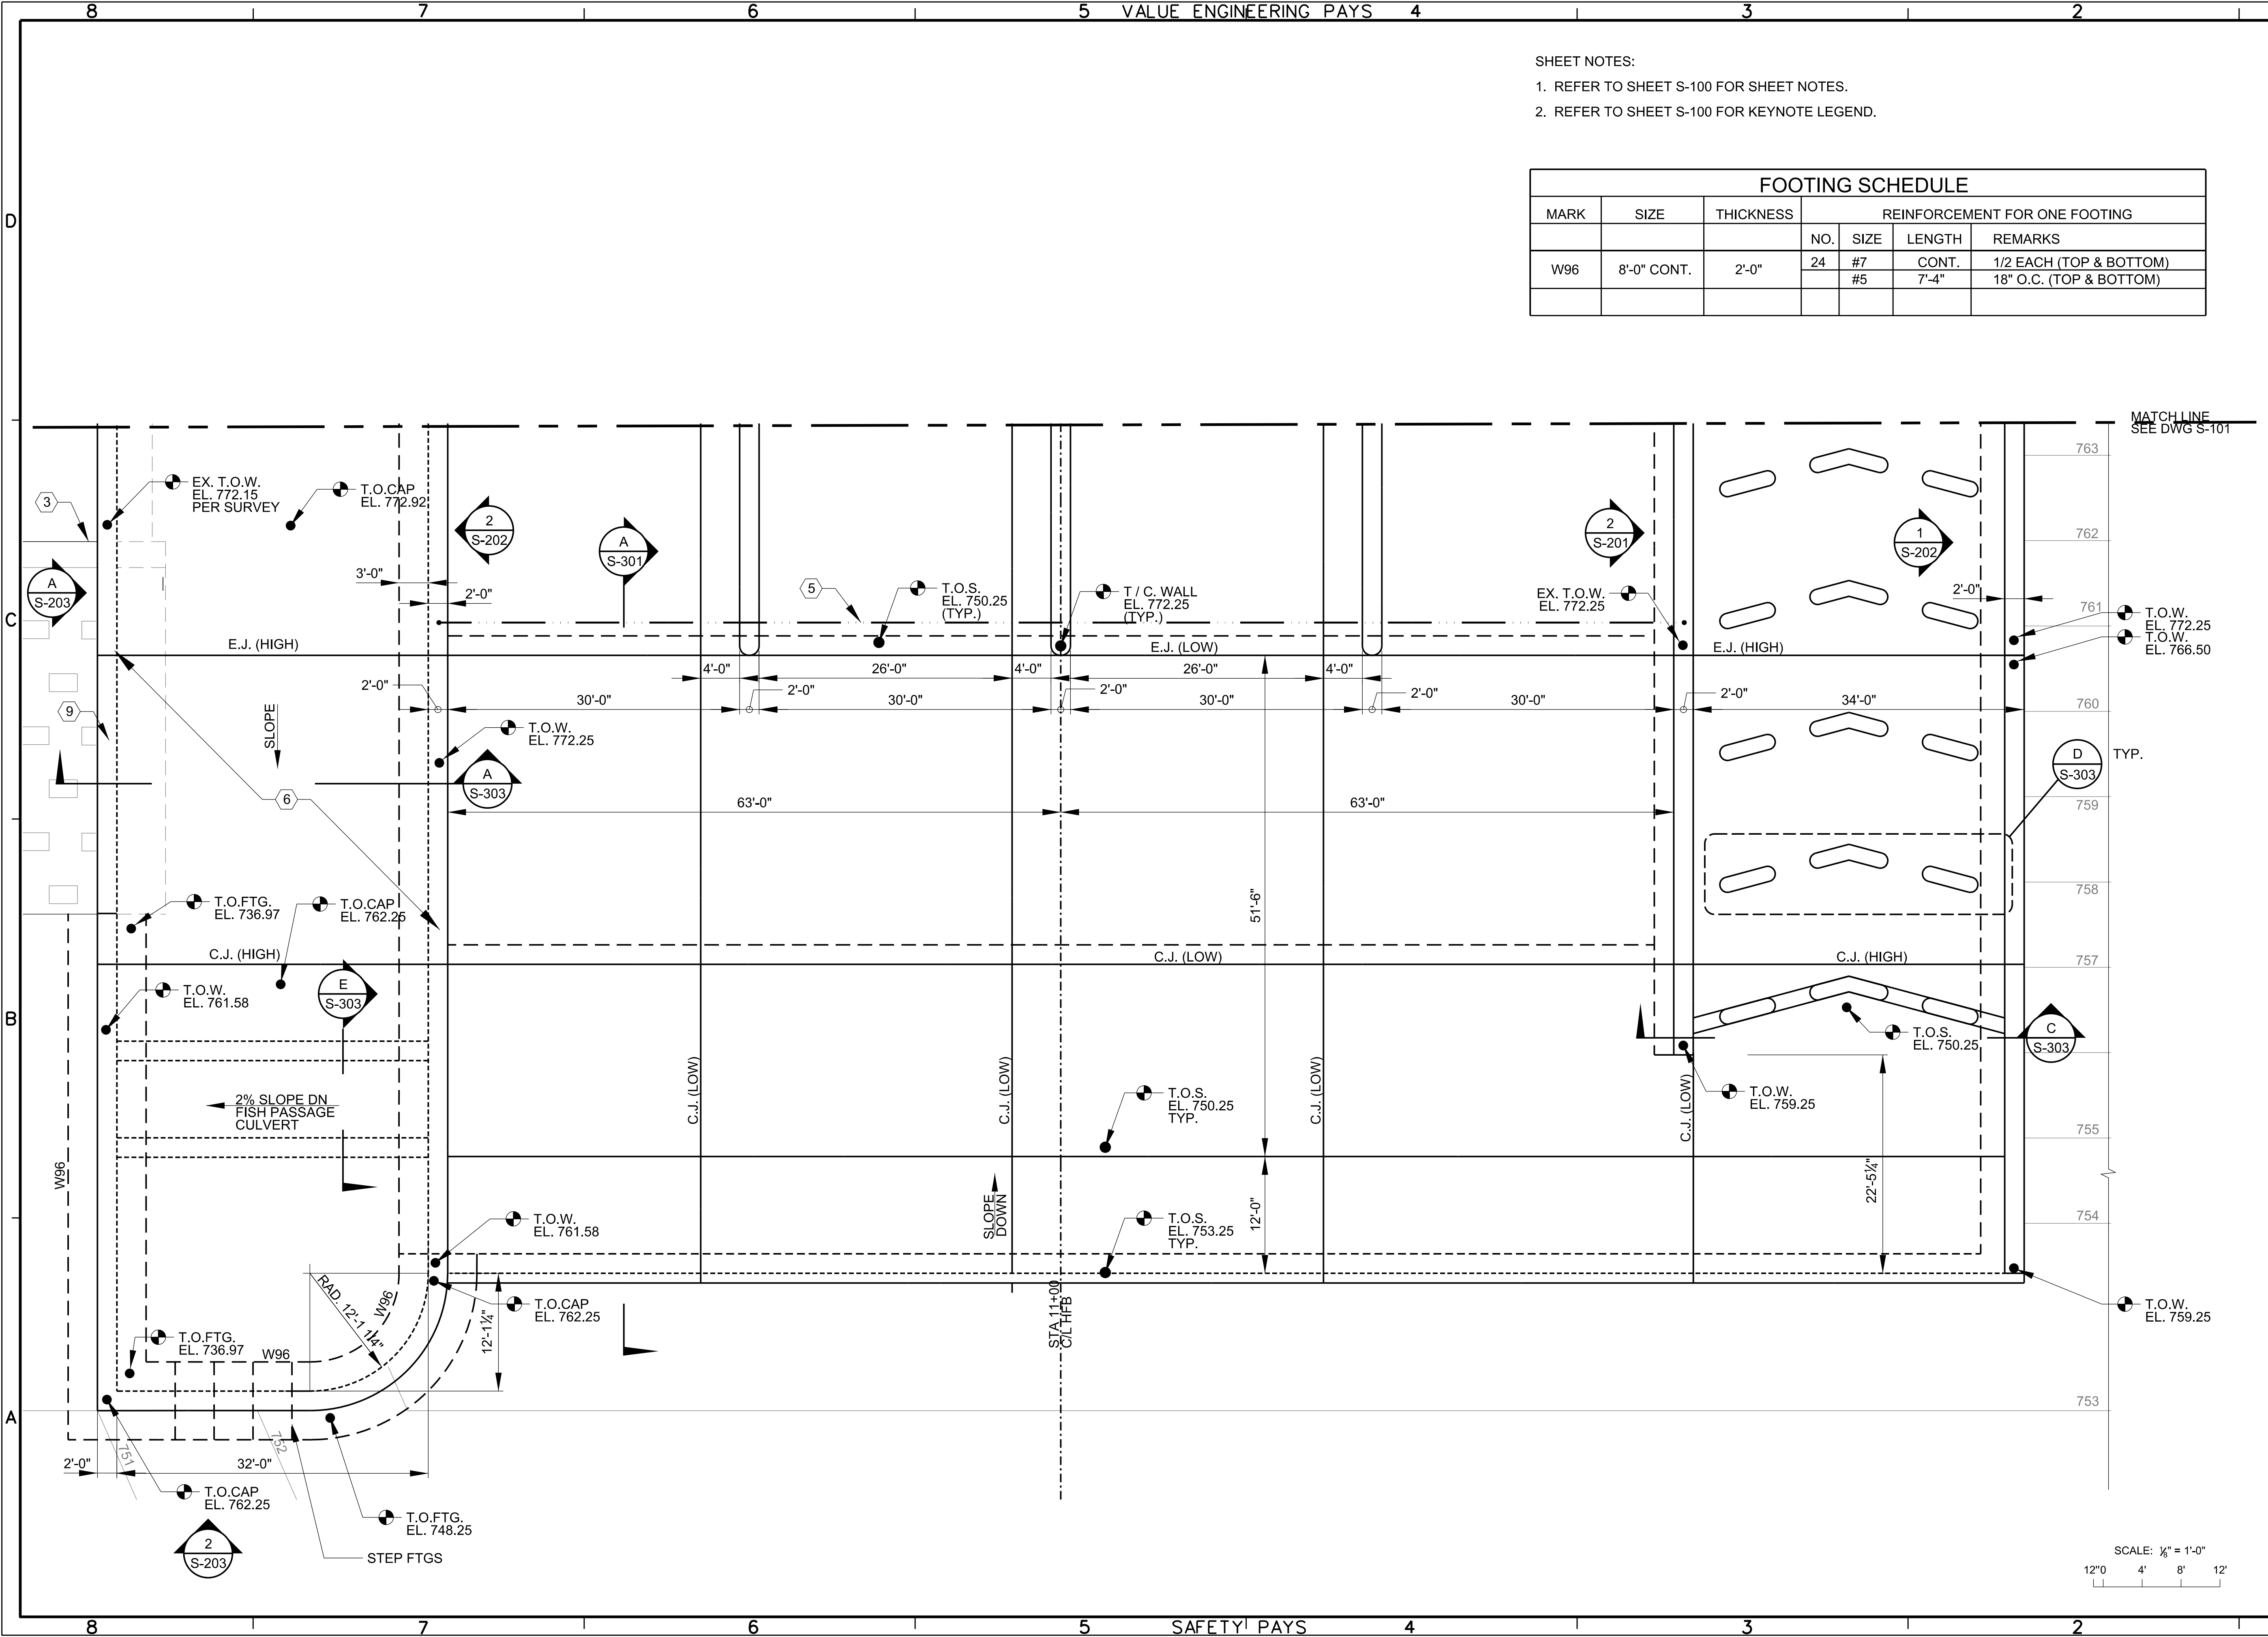 8 7 6 5 VALUE ENGINEERING PAYS 4 3 2
SHEET NOTES:
1. REFER TO SHEET S-100 FOR SHEET NOTES.
2. REFER TO SHEET S-100 FOR KEYNOTE LEGEND.
FOOTING SCHEDULE
MARK SIZE THICKNESS REINFORCEMENT FOR ONE FOOTING
NO. SIZE LENGTH REMARKS
W96 8'-0" CONT. 2'-0" 24 #7 CONT. 1/2 EACH (TOP & BOTTOM)
#5 7'-4" 18" O.C. (TOP & BOTTOM)
D
MATCH LINE
SEE DWG S-101
763
EX. T.O.W.
EL. 772.15
PER SURVEY
T.O.CAP
EL. 772.92
3
2
S-202
A
S-301
2
S-201
1
S-202
762
A
S-203
3'-0"
2'-0"
5
T.O.S.
EL. 750.25
(TYP.)
T / C. WALL
EL. 772.25
(TYP.)
EX. T.O.W.
EL. 772.25
2'-0"
761
T.O.W.
EL. 772.25
T.O.W.
EL. 766.50
C
E.J. (HIGH)
E.J. (LOW)
E.J. (HIGH)
4'-0" 26'-0" 4'-0" 26'-0" 4'-0"
2'-0" 2'-0" 2'-0" 2'-0" 2'-0"
30'-0" 30'-0" 30'-0" 30'-0" 34'-0"
760
9
SLOPE
T.O.W.
EL. 772.25
A
S-303
D
S-303
TYP.
6
63'-0" 63'-0"
759
51'-6"
758
T.O.FTG.
EL. 736.97
T.O.CAP
EL. 762.25
C.J. (HIGH)
C.J. (LOW)
C.J. (HIGH)
757
T.O.W.
EL. 761.58
E
S-303
B
T.O.S.
EL. 750.25
C
S-303
C.J. (LOW)
C.J. (LOW)
C.J. (LOW)
C.J. (LOW)
T.O.W.
EL. 759.25
2% SLOPE DN
FISH PASSAGE
CULVERT
T.O.S.
EL. 750.25
TYP.
755
W96
22'-5¼"
SLOPE
DOWN
12'-0"
T.O.W.
EL. 761.58
T.O.S.
EL. 753.25
TYP.
754
RAD. 12'-1 1/4"
W96
12'-1¼"
T.O.CAP
EL. 762.25
STA 11+00
C/L HFB
T.O.W.
EL. 759.25
T.O.FTG.
EL. 736.97
W96
A
753
751
752
2'-0" 32'-0"
T.O.CAP
EL. 762.25
T.O.FTG.
EL. 748.25
2
S-203
STEP FTGS
SCALE: ⅛" = 1'-0"
12"0 4' 8' 12'
8 7 6 5 SAFETY PAYS 4 3 2